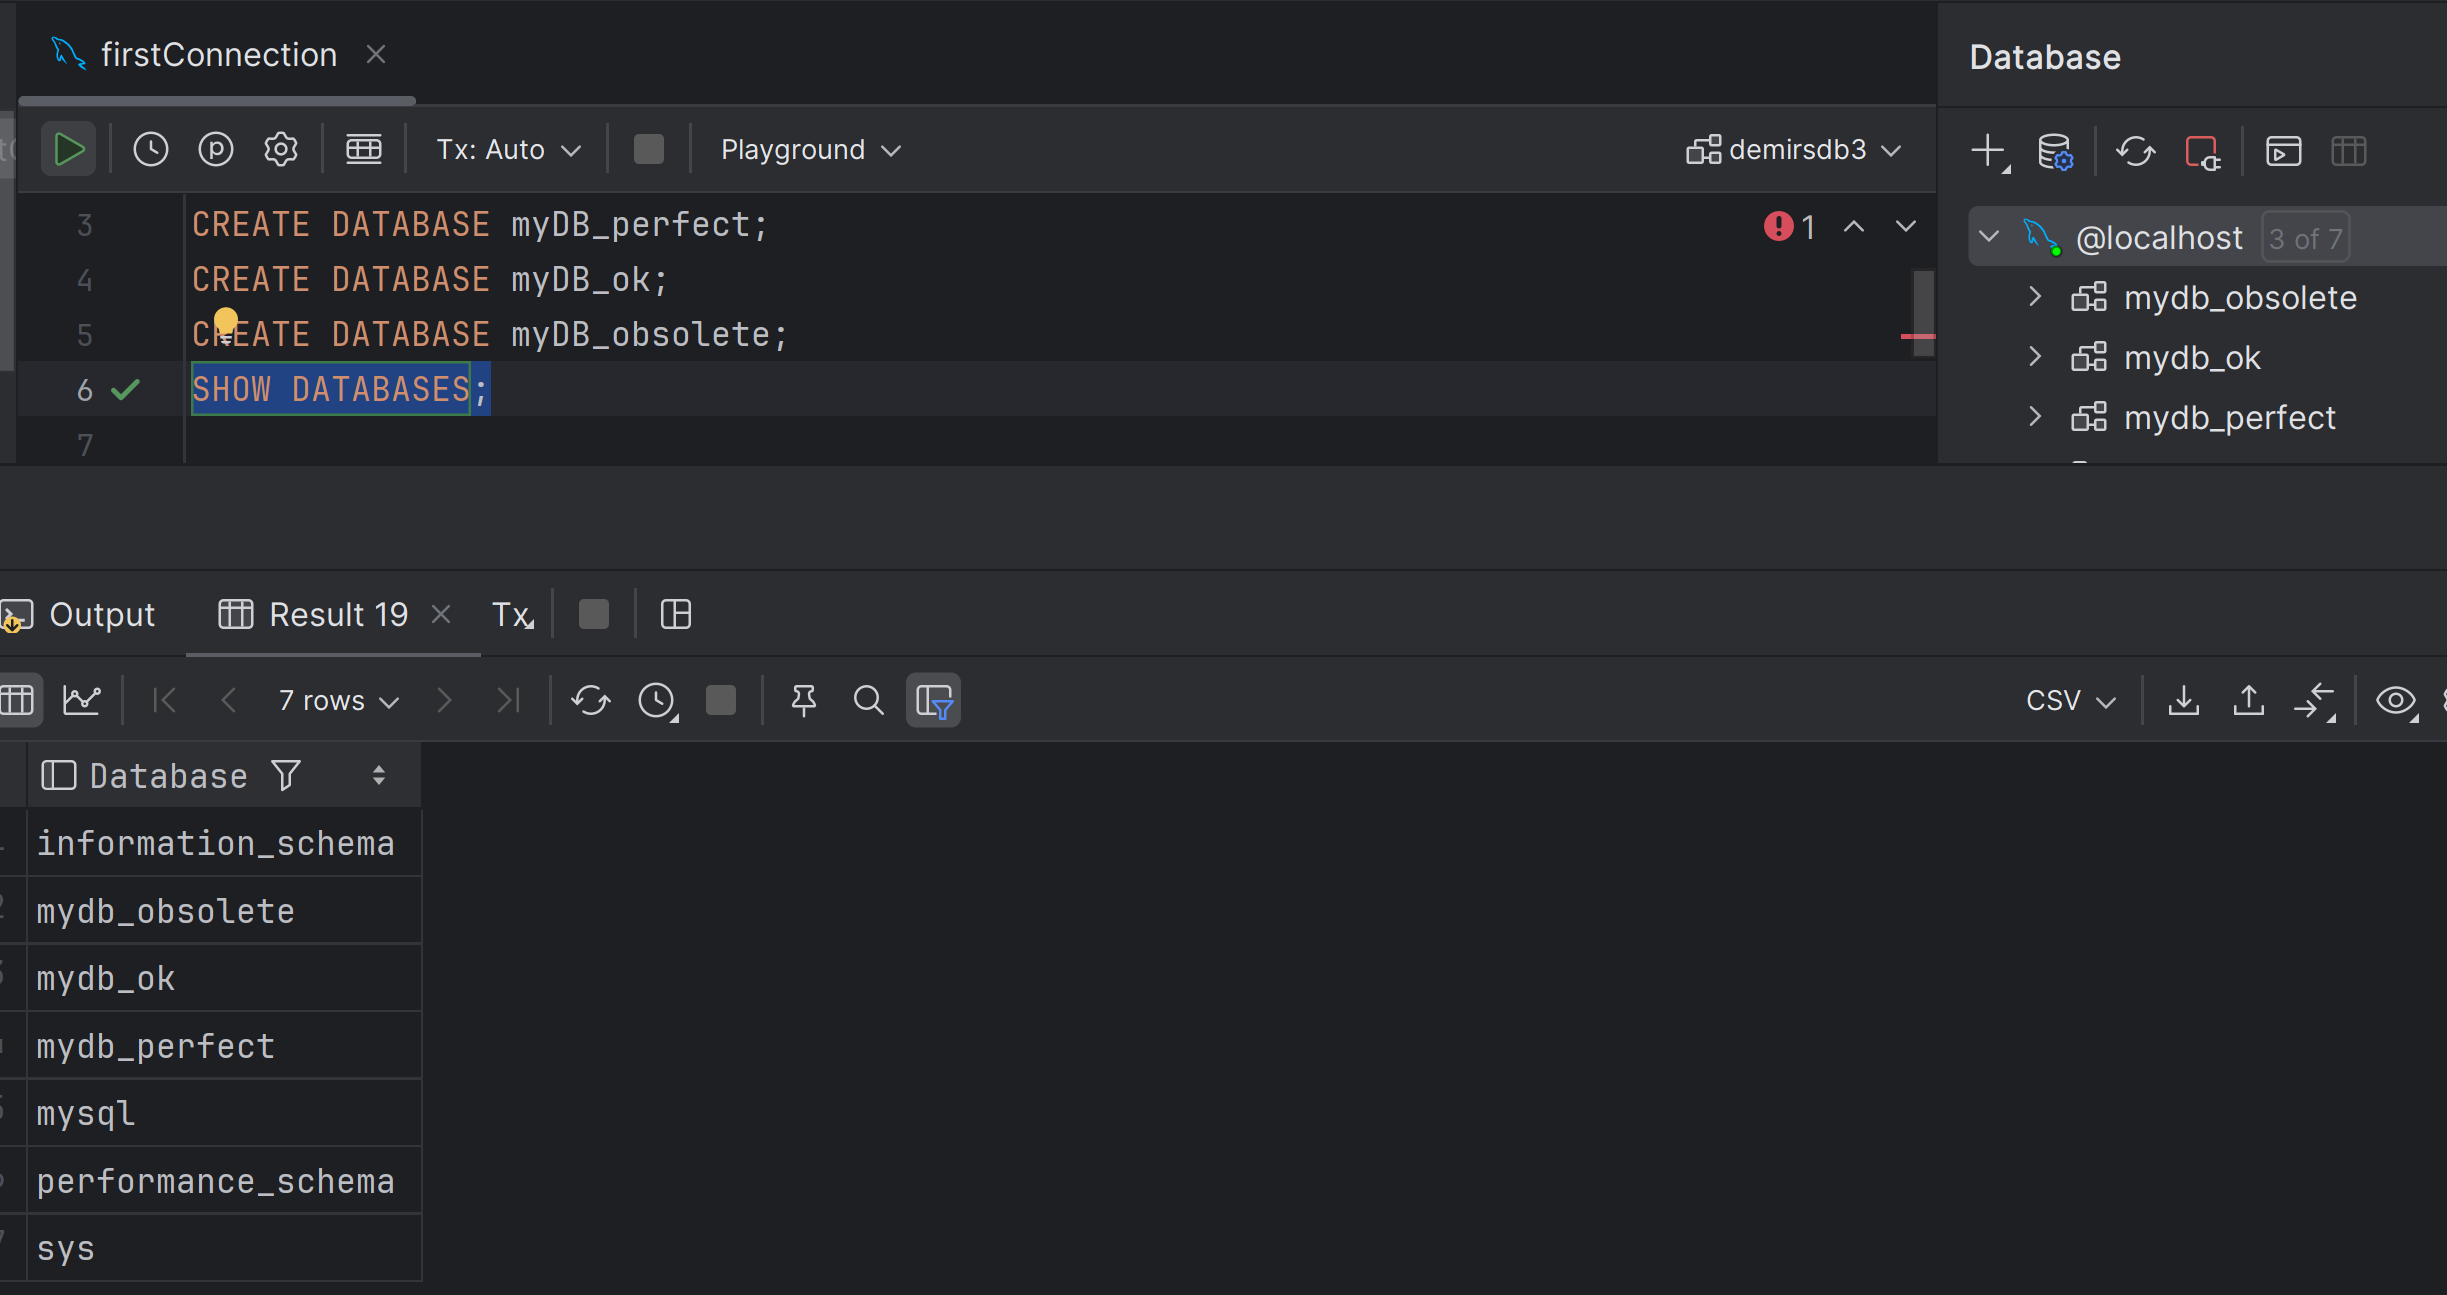 firstConnection
Database
Tx: Auto
Playground
demirsdb3
3 CREATE DATABASE myDB_perfect;
1
@localhost 3 of 7
4 CREATE DATABASE myDB_ok;
mydb_obsolete
5 CREATE DATABASE myDB_obsolete;
mydb_ok
6 SHOW DATABASES;
mydb_perfect
7
Output
Result 19
Tx
7 rows
CSV
Database
information_schema
mydb_obsolete
mydb_ok
mydb_perfect
mysql
performance_schema
sys